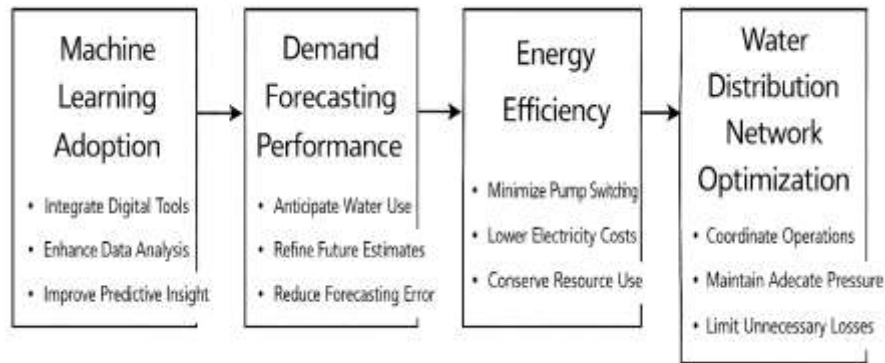 Machine
Learning
Adoption
• Integrate Digital Tools
• Enhance Data Analysis
• Improve Predictive Insight
Demand
Forecasting
Performance
• Anticipate Water Use
• Refine Future Estimates
• Reduce Forecasting Error
Energy
Efficiency
• Minimize Pump Switching
• Lower Electricity Costs
• Conserve Resource Use
Water
Distribution
Network
Optimization
• Coordinate Operations
• Maintain Adecate Pressure
• Limit Unnecessary Losses